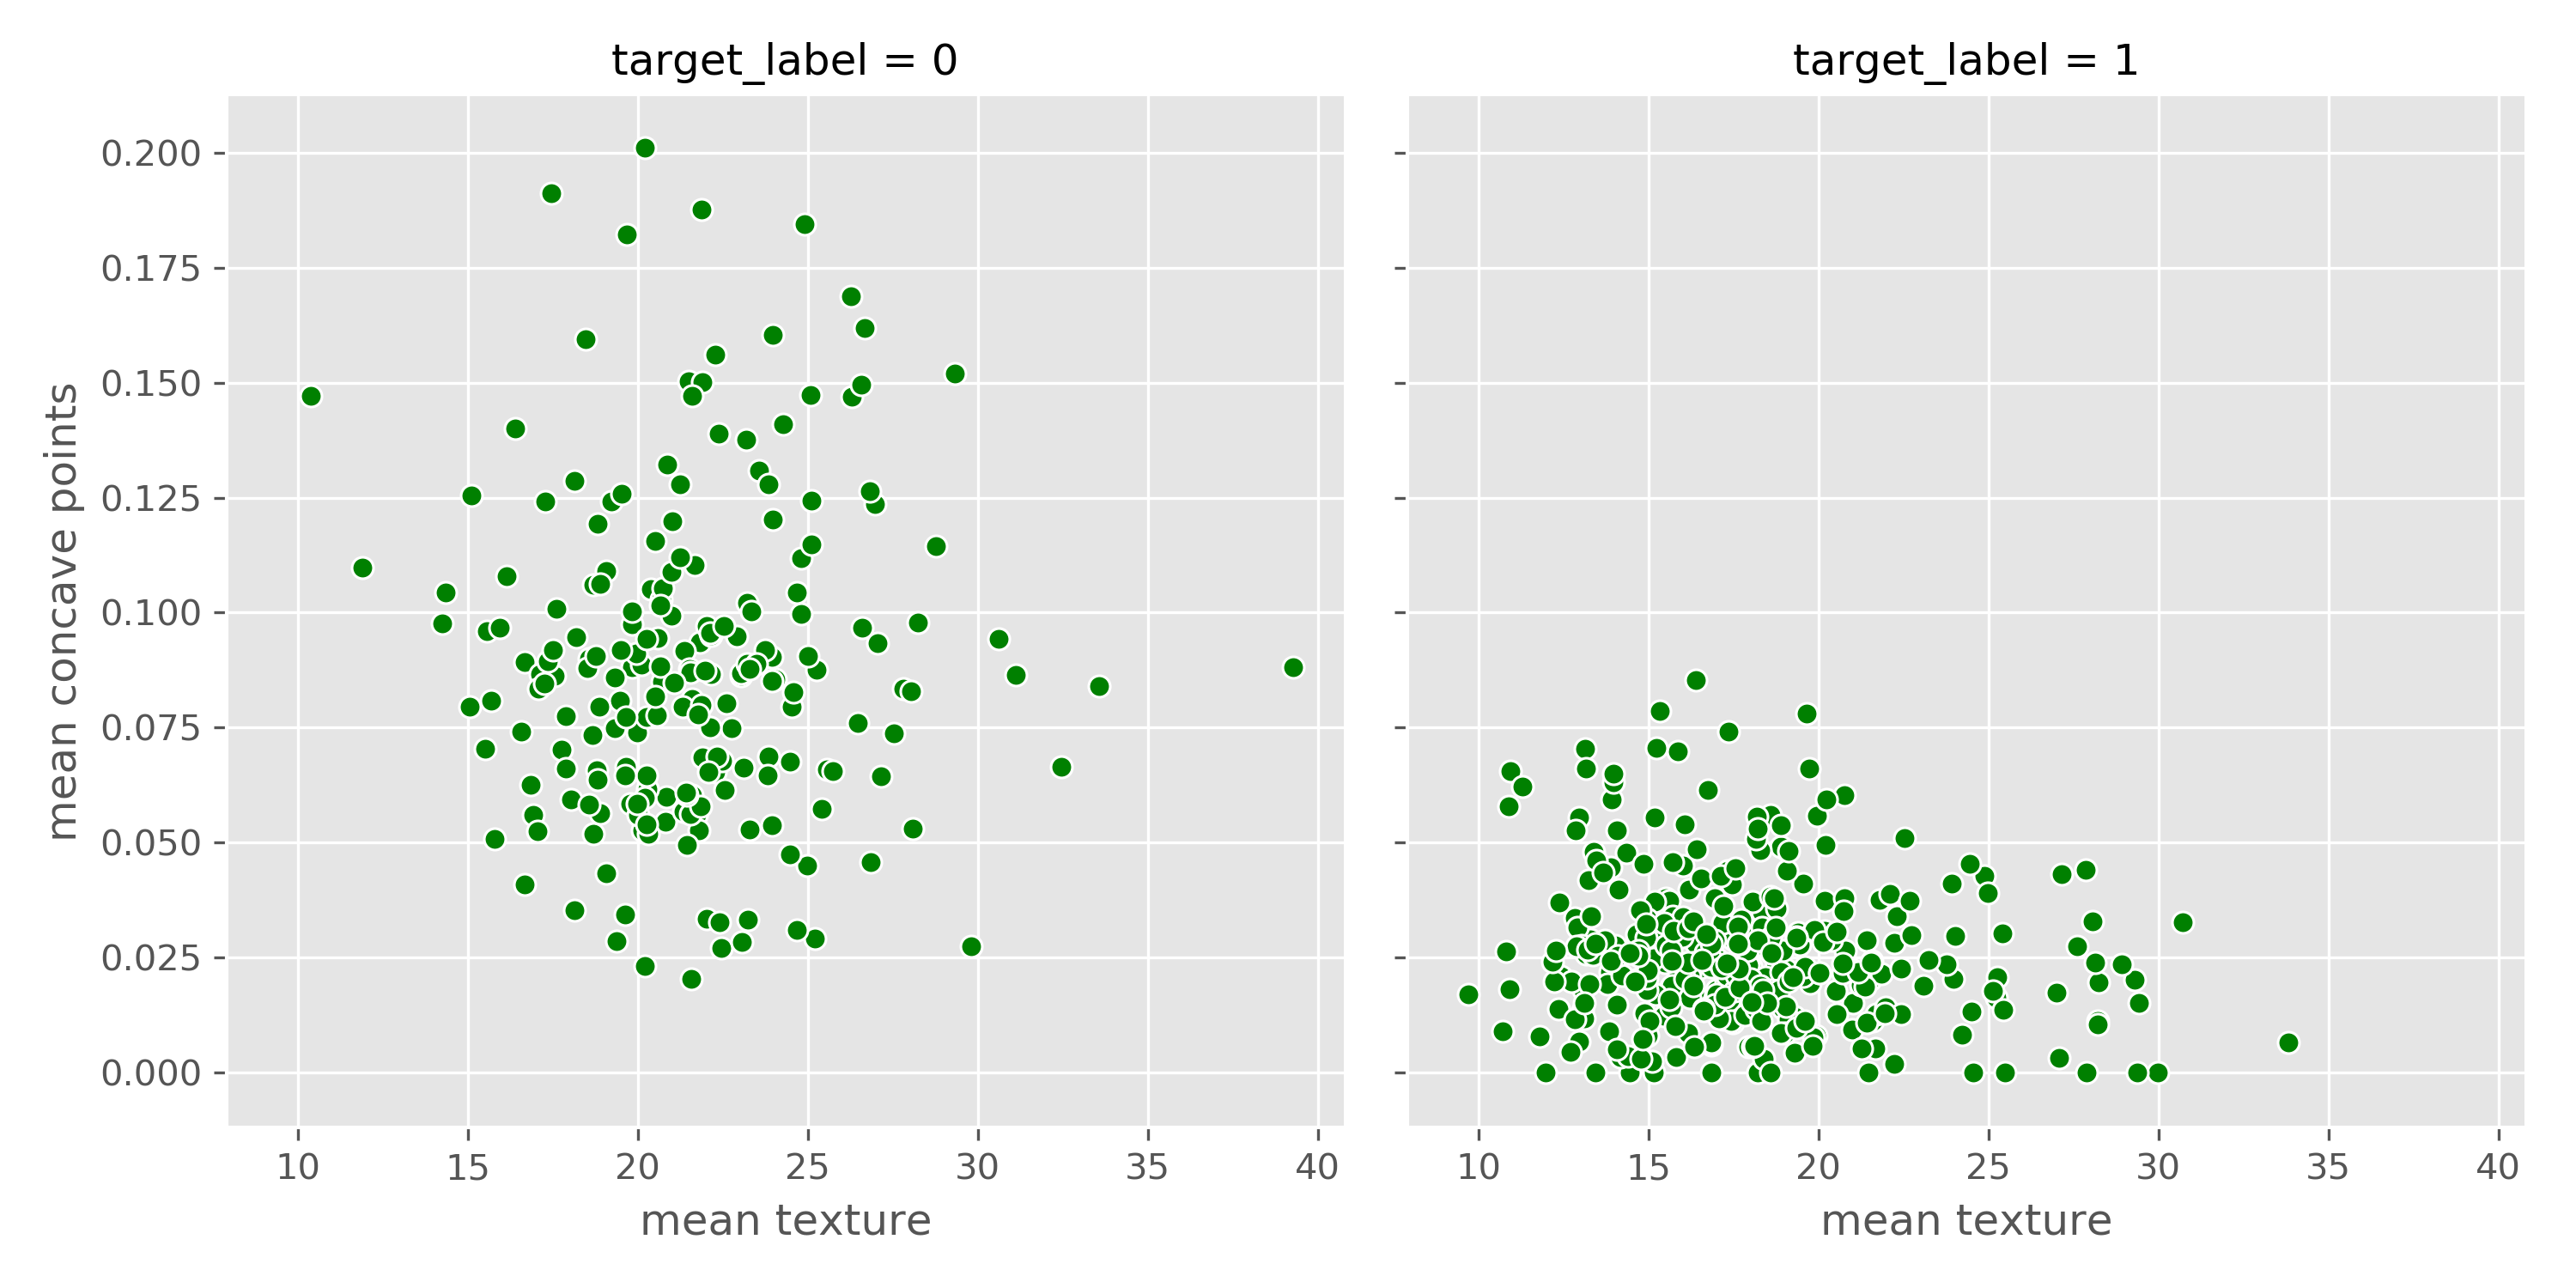 target_label = 0
target_label = 1
mean concave points
0.200
0.175
0.150
0.125
0.100
0.075
0.050
0.025
0.000
10 15 20 25 30 35 40
10 15 20 25 30 35 40
mean texture
mean texture